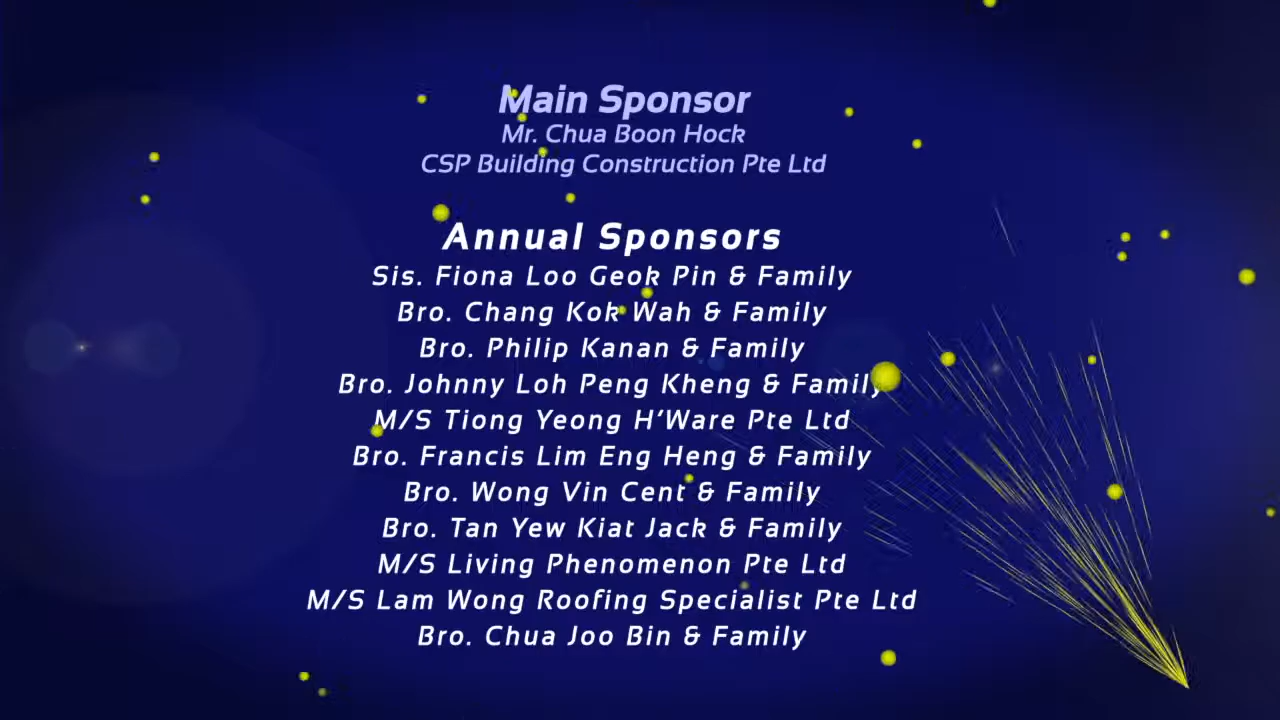 Main Sponsor
Mr. Chua Boon Hock
CSP Building Construction Pte Ltd
Annual Sponsors
Sis. Fiona Loo Geok Pin & Family
Bro. Chang Kok Wah & Family
Bro. Philip Kanan & Family
Bro. Johnny Loh Peng Kheng & Family
M/S Tiong Yeong H'Ware Pte Ltd
Bro. Francis Lim Eng Heng & Family
Bro. Wong Vin Cent & Family
Bro. Tan Yew Kiat Jack & Family
M/S Living Phenomenon Pte Ltd
M/S Lam Wong Roofing Specialist Pte Ltd
Bro. Chua Joo Bin & Family